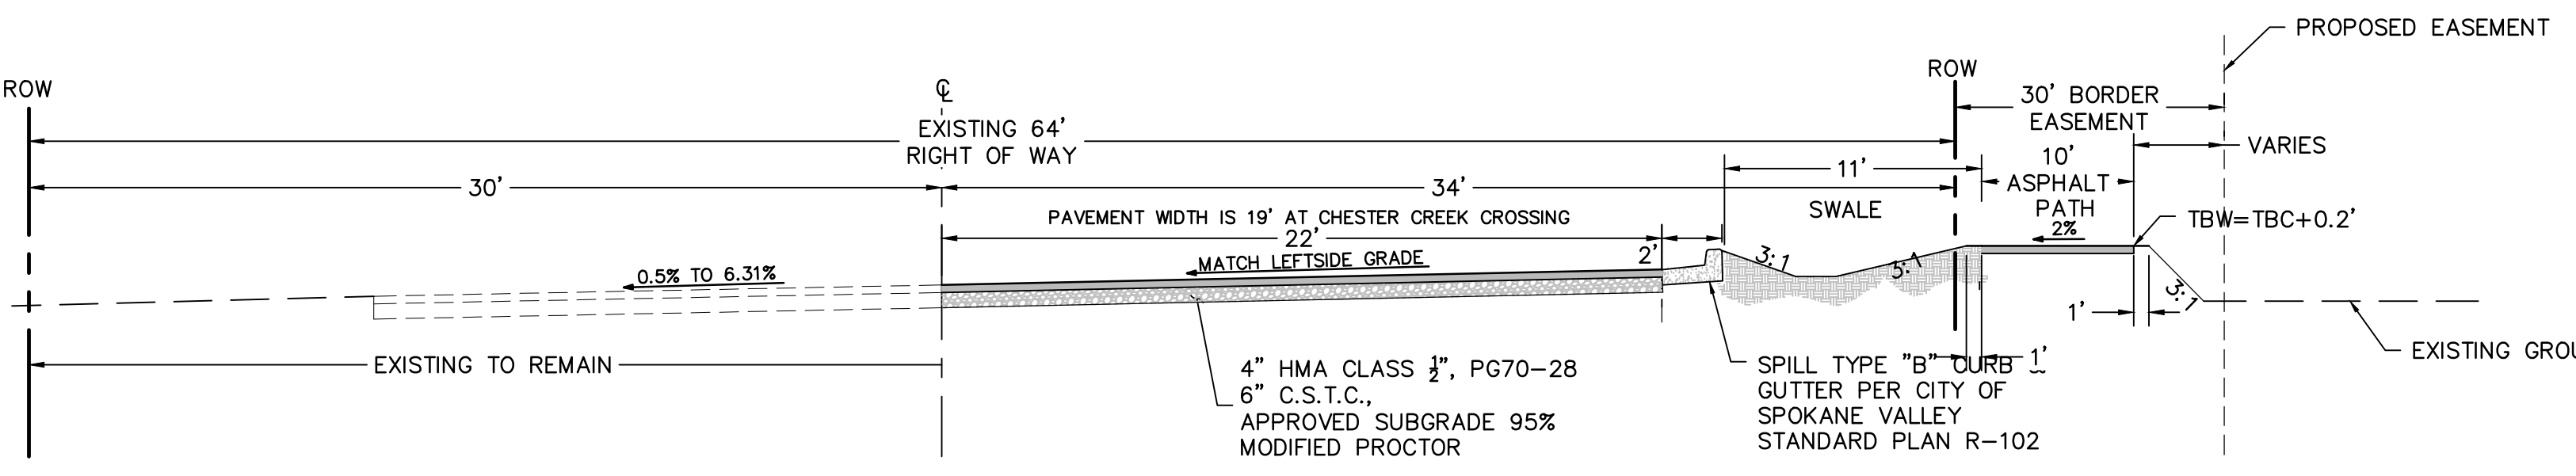 PROPOSED EASEMENT
ROW
℄
ROW
30' BORDER
EASEMENT
EXISTING 64'
RIGHT OF WAY
VARIES
11'
10'
ASPHALT
PATH
2%
30'
34'
SWALE
PAVEMENT WIDTH IS 19' AT CHESTER CREEK CROSSING
22'
2'
TBW=TBC+0.2'
MATCH LEFTSIDE GRADE
0.5% TO 6.31%
3:1
3:1
1'
EXISTING TO REMAIN
4" HMA CLASS ½", PG70-28
6" C.S.T.C.,
APPROVED SUBGRADE 95%
MODIFIED PROCTOR
SPILL TYPE "B" CURB
GUTTER PER CITY OF
SPOKANE VALLEY
STANDARD PLAN R-102
1'
EXISTING